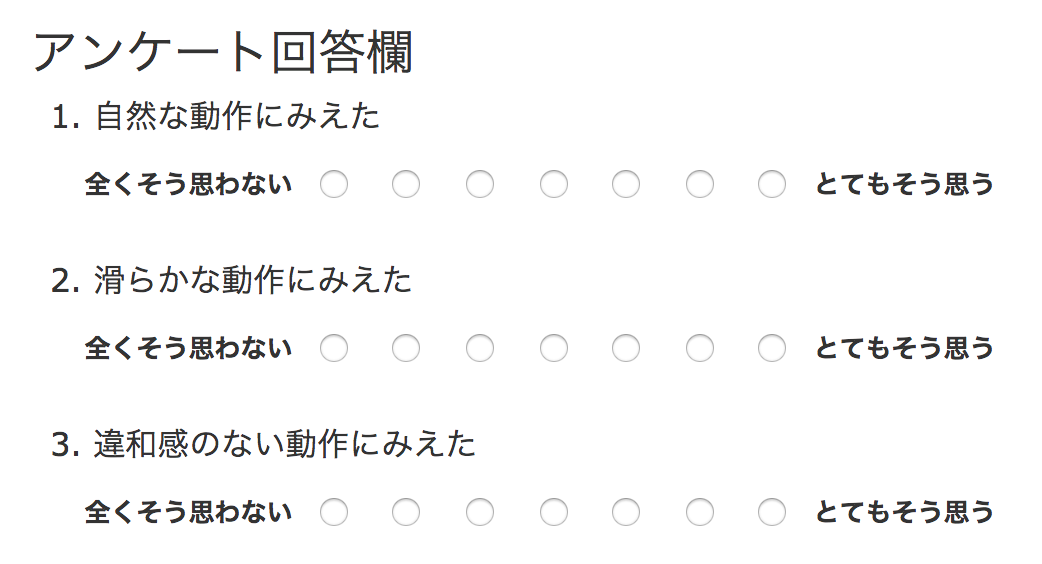 アンケート回答欄
1. 自然な動作にみえた
全くそう思わない とてもそう思う
2. 滑らかな動作にみえた
全くそう思わない とてもそう思う
3. 違和感のない動作にみえた
全くそう思わない とてもそう思う